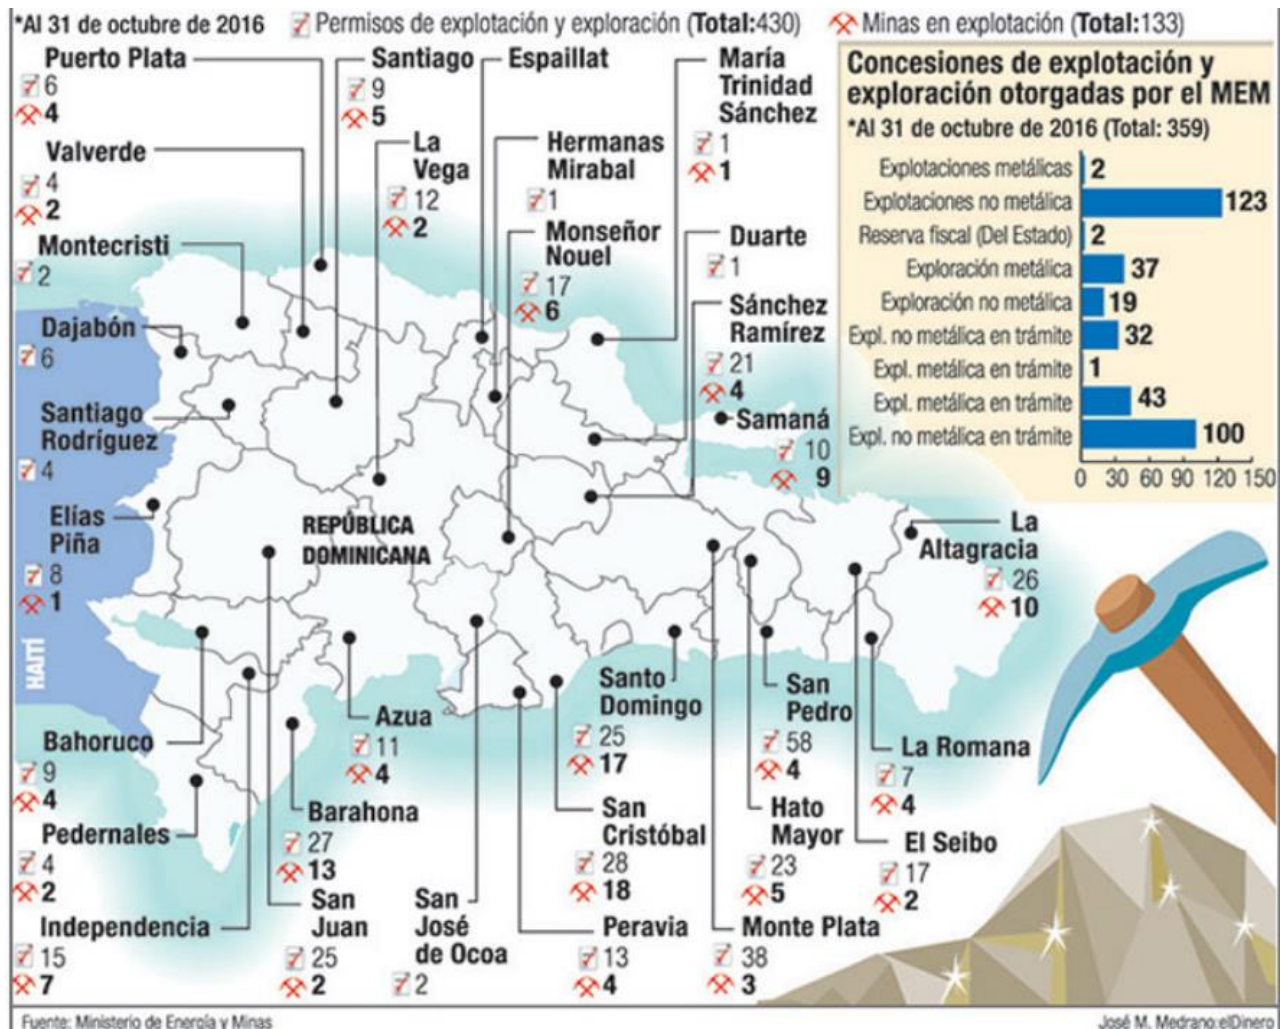 *Al 31 de octubre de 2016
Permisos de explotación y exploración (Total:430)
Minas en explotación (Total:133)
Puerto Plata
6
4
Santiago
9
5
Espaillat
María
Trinidad
Sánchez
1
1
Valverde
4
2
La
Vega
12
2
Hermanas
Mirabal
1
Montecristi
2
Monseñor
Nouel
17
6
Duarte
1
Dajabón
6
Sánchez
Ramírez
21
4
Santiago
Rodríguez
4
Samaná
10
9
Elías
Piña
8
1
REPÚBLICA
DOMINICANA
La
Altagracia
26
10
HAITÍ
Bahoruco
9
4
Azua
11
4
Santo
Domingo
25
17
San
Pedro
58
4
La Romana
7
4
Pedernales
4
2
Barahona
27
13
San
Cristóbal
28
18
Hato
Mayor
23
5
El Seibo
17
2
Independencia
15
7
San
Juan
25
2
San
José
de Ocoa
2
Peravia
13
4
Monte Plata
38
3
Concesiones de explotación y
exploración otorgadas por el MEM
*Al 31 de octubre de 2016 (Total: 359)
Explotaciones metálicas 2
Explotaciones no metálica 123
Reserva fiscal (Del Estado) 2
Exploración metálica 37
Exploración no metálica 19
Expl. no metálica en trámite 32
Expl. metálica en trámite 1
Expl. metálica en trámite 43
Expl. no metálica en trámite 100
0 30 60 90 120 150
Fuente: Ministerio de Energía y Minas
José M. Medrano:elDinero